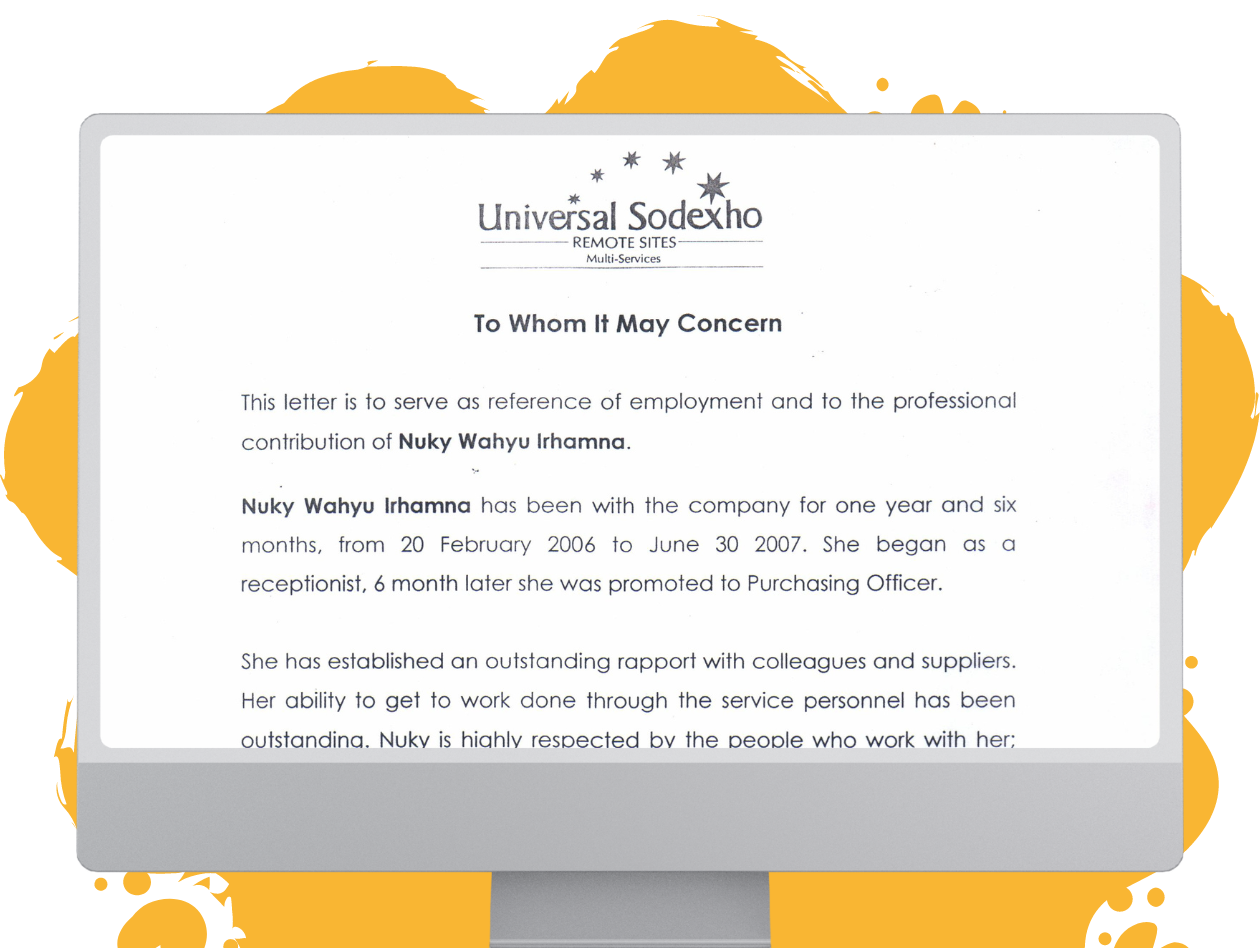 Universal Sodexho
REMOTE SITES
Multi-Services
To Whom It May Concern
This letter is to serve as reference of employment and to the professional
contribution of Nuky Wahyu Irhamna.
Nuky Wahyu Irhamna has been with the company for one year and six
months, from 20 February 2006 to June 30 2007. She began as a
receptionist, 6 month later she was promoted to Purchasing Officer.
She has established an outstanding rapport with colleagues and suppliers.
Her ability to get to work done through the service personnel has been
outstanding. Nuky is highly respected by the people who work with her;